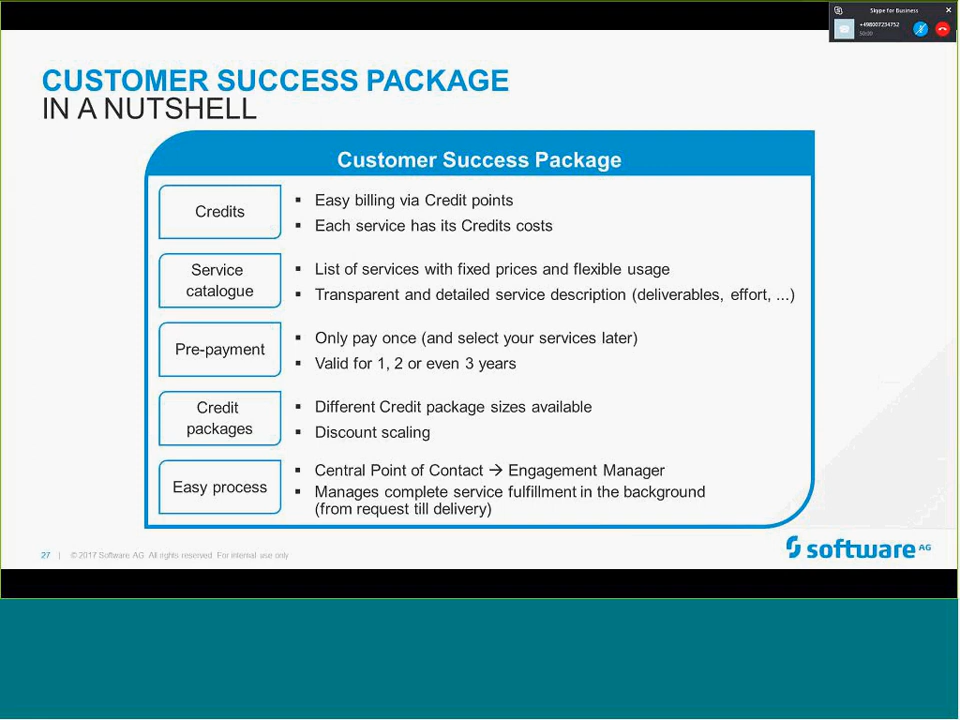 Skype for Business
+498007234752
50:09
CUSTOMER SUCCESS PACKAGE
IN A NUTSHELL
Customer Success Package
Credits
▪ Easy billing via Credit points
▪ Each service has its Credits costs
Service
catalogue
▪ List of services with fixed prices and flexible usage
▪ Transparent and detailed service description (deliverables, effort, ...)
Pre-payment
▪ Only pay once (and select your services later)
▪ Valid for 1, 2 or even 3 years
Credit
packages
▪ Different Credit package sizes available
▪ Discount scaling
Easy process
▪ Central Point of Contact → Engagement Manager
▪ Manages complete service fulfillment in the background
(from request till delivery)
27 | © 2017 Software AG. All rights reserved. For internal use only
software AG